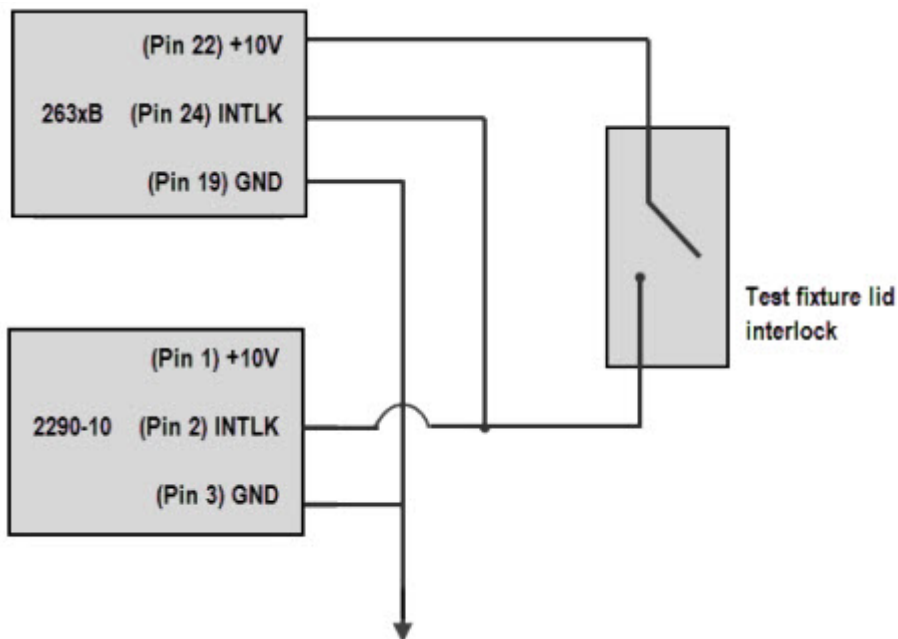 (Pin 22) +10V
263xB (Pin 24) INTLK
(Pin 19) GND
(Pin 1) +10V
2290-10 (Pin 2) INTLK
(Pin 3) GND
Test fixture lid
interlock